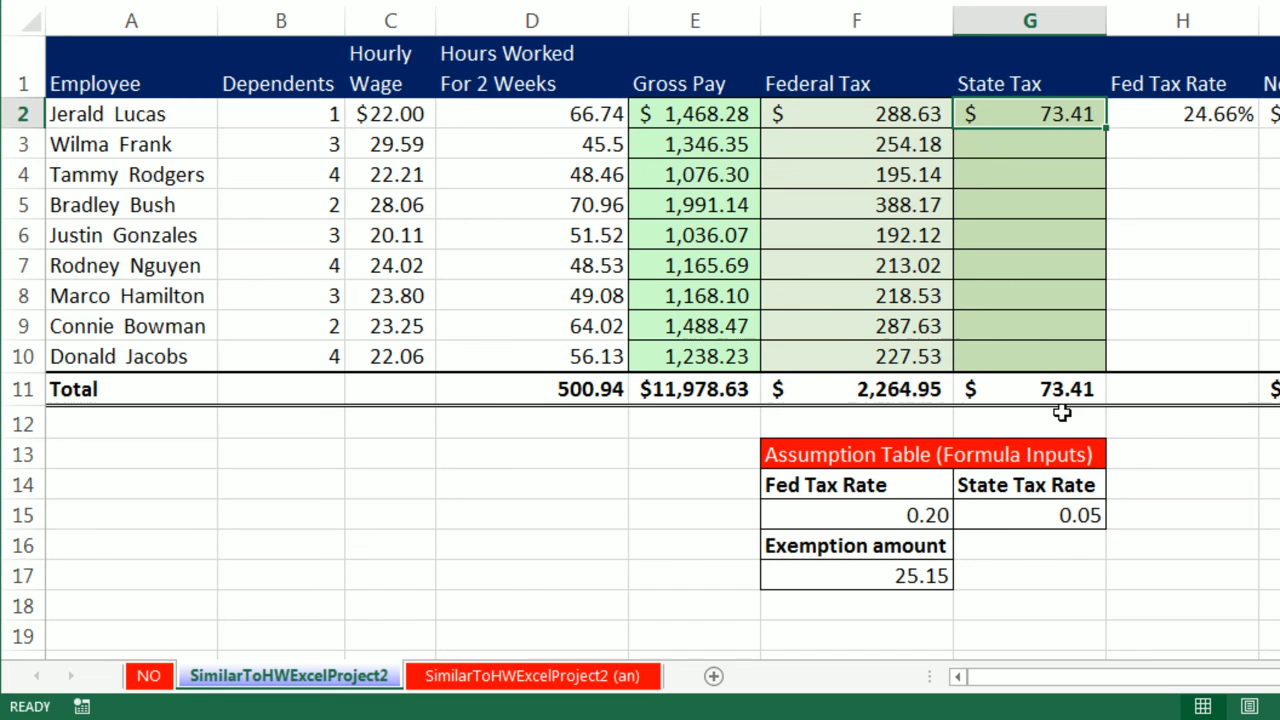 A B C D E F G H
Hourly Hours Worked
1 Employee Dependents Wage For 2 Weeks Gross Pay Federal Tax State Tax Fed Tax Rate
2 Jerald Lucas 1 $22.00 66.74 $ 1,468.28 $ 288.63 $ 73.41 24.66% $
3 Wilma Frank 3 29.59 45.5 1,346.35 254.18
4 Tammy Rodgers 4 22.21 48.46 1,076.30 195.14
5 Bradley Bush 2 28.06 70.96 1,991.14 388.17
6 Justin Gonzales 3 20.11 51.52 1,036.07 192.12
7 Rodney Nguyen 4 24.02 48.53 1,165.69 213.02
8 Marco Hamilton 3 23.80 49.08 1,168.10 218.53
9 Connie Bowman 2 23.25 64.02 1,488.47 287.63
10 Donald Jacobs 4 22.06 56.13 1,238.23 227.53
11 Total 500.94 $11,978.63 $ 2,264.95 $ 73.41 $
12
13 Assumption Table (Formula Inputs)
14 Fed Tax Rate State Tax Rate
15 0.20 0.05
16 Exemption amount
17 25.15
18
19
NO SimilarToHWExcelProject2 SimilarToHWExcelProject2 (an)
READY